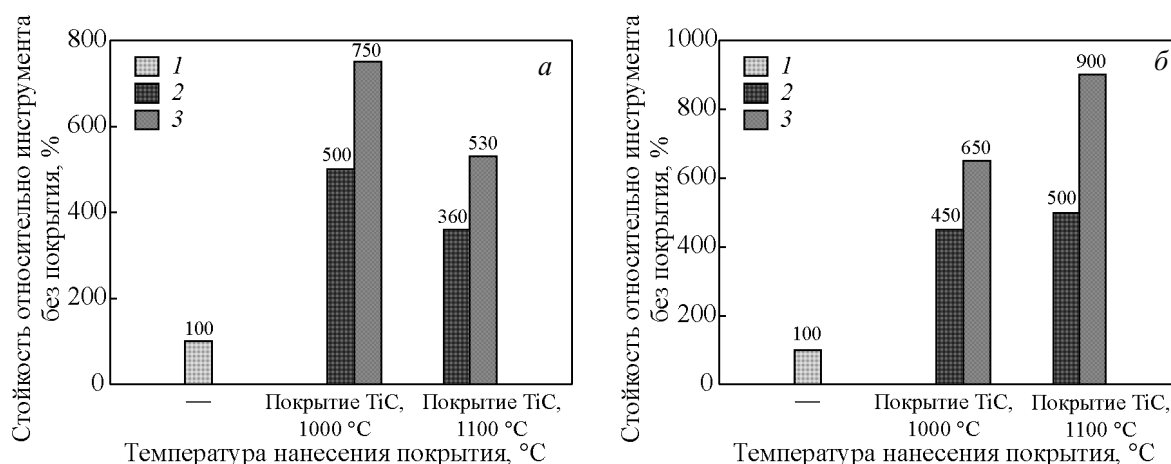 Стойкость относительно инструмента
без покрытия, %
800
600
400
200
0
1
2
3
а
100
500
750
360
530
—
Покрытие TiC,
1000 °C
Покрытие TiC,
1100 °C
Температура нанесения покрытия, °C
Стойкость относительно инструмента
без покрытия, %
1000
800
600
400
200
0
1
2
3
б
100
450
650
500
900
—
Покрытие TiC,
1000 °C
Покрытие TiC,
1100 °C
Температура нанесения покрытия, °C